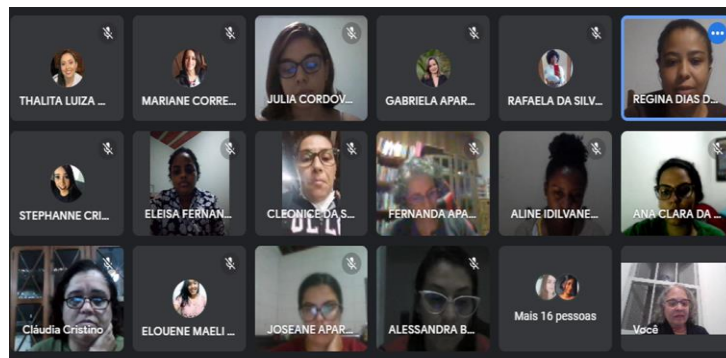 THALITA LUIZA ...
MARIANE CORRE...
JULIA CORDOV...
GABRIELA APAR...
RAFAELA DA SILV...
REGINA DIAS D...
STEPHANNE CRI...
ELEISA FERNAN...
CLEONICE DA S...
FERNANDA APA...
ALINE IDILVANE...
ANA CLARA DA ...
Cláudia Cristino
ELOUENE MAELI ...
JOSEANE APAR...
ALESSANDRA B...
Mais 16 pessoas
Você